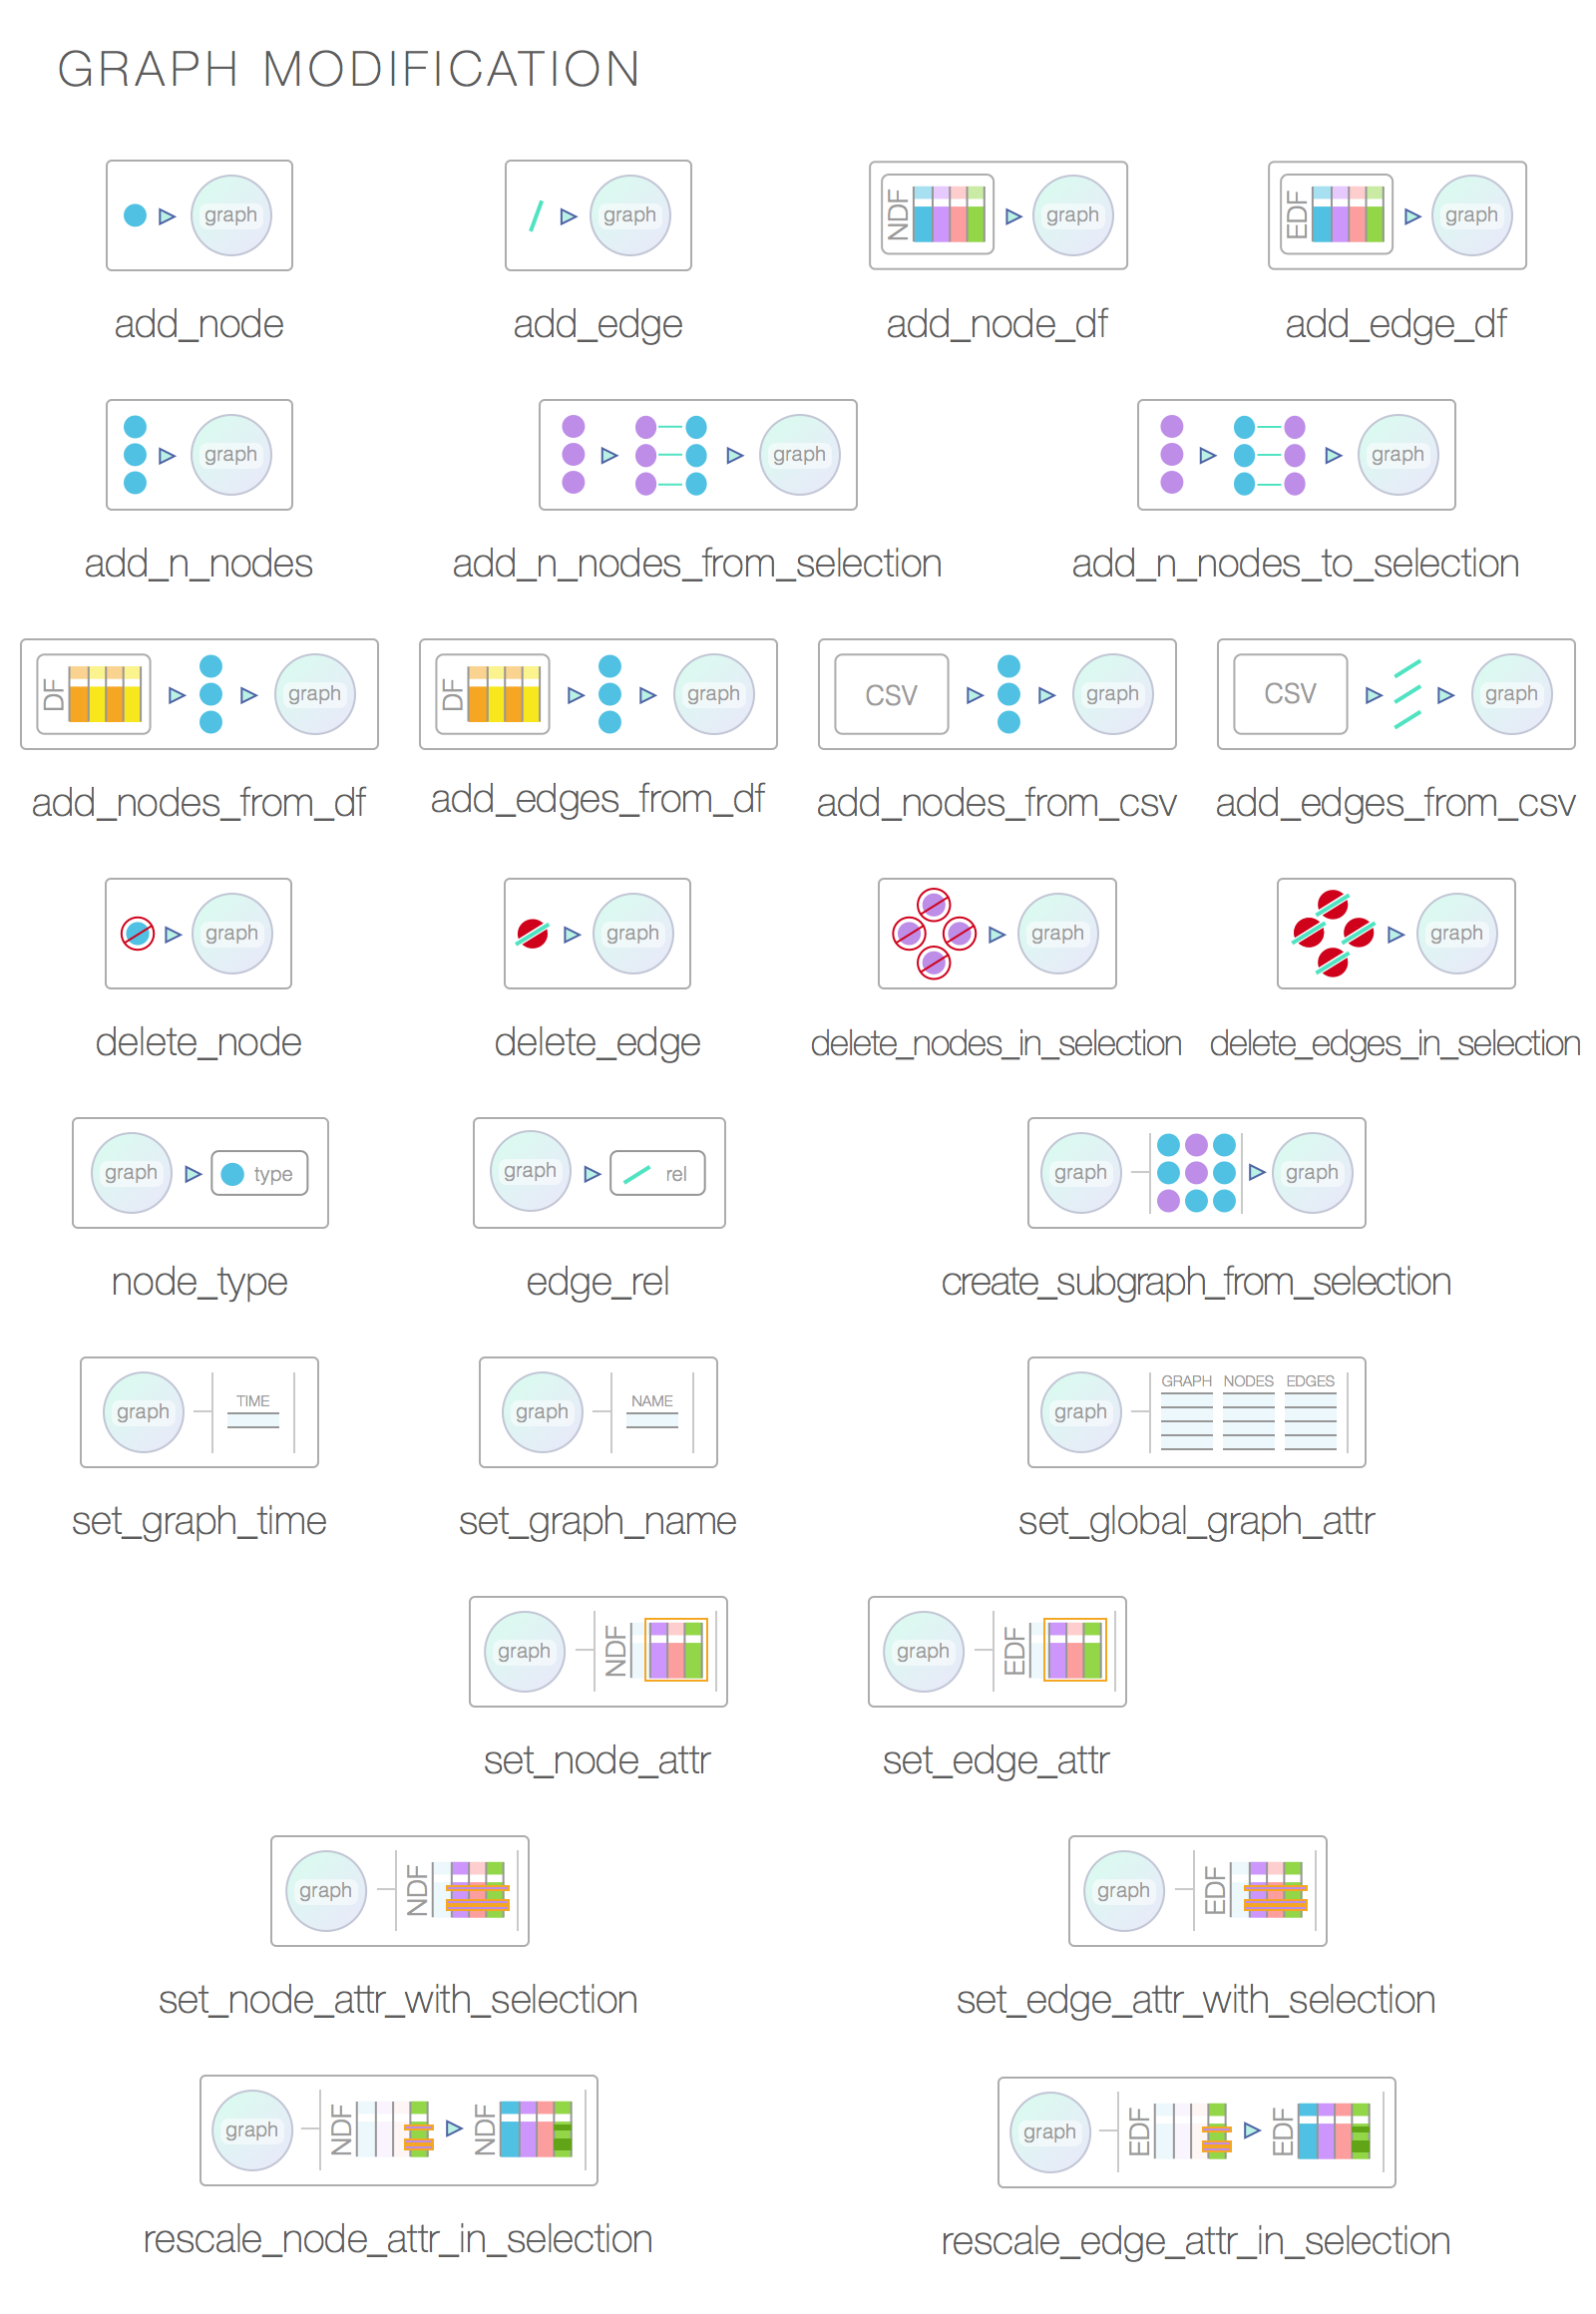 GRAPH MODIFICATION
graph graph NDF graph EDF graph
add_node add_edge add_node_df add_edge_df
graph graph graph
add_n_nodes add_n_nodes_from_selection add_n_nodes_to_selection
DF graph DF graph CSV graph CSV graph
add_nodes_from_df add_edges_from_df add_nodes_from_csv add_edges_from_csv
graph graph graph graph
delete_node delete_edge delete_nodes_in_selection delete_edges_in_selection
graph type graph rel graph graph
node_type edge_rel create_subgraph_from_selection
graph TIME graph NAME graph GRAPH NODES EDGES
set_graph_time set_graph_name set_global_graph_attr
graph NDF graph EDF
set_node_attr set_edge_attr
graph NDF graph EDF
set_node_attr_with_selection set_edge_attr_with_selection
graph NDF NDF graph EDF EDF
rescale_node_attr_in_selection rescale_edge_attr_in_selection